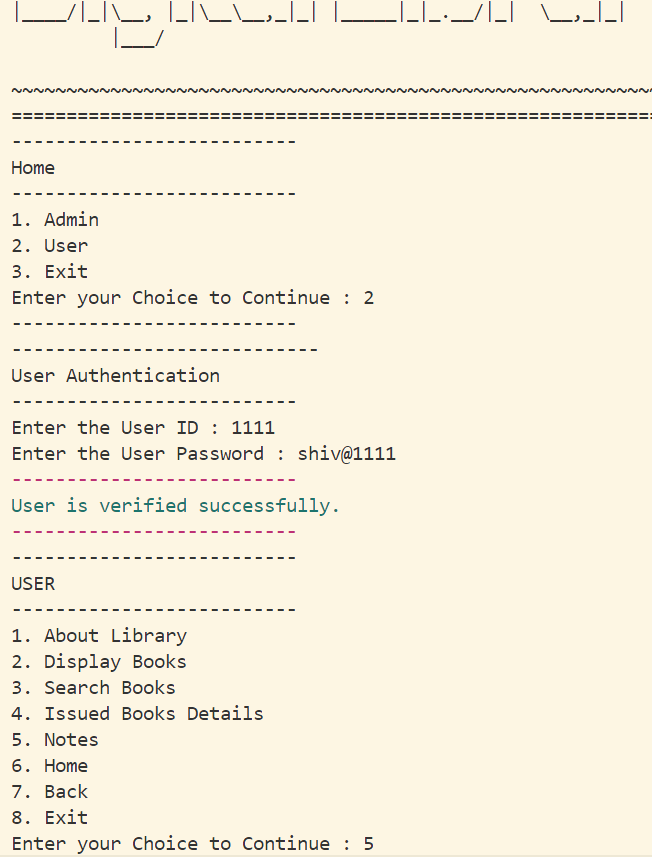 |____/|_|\__, |_|\__\__,_|_| |_____|_|_.__/|_|  \__,_|_|
         |___/
~~~~~~~~~~~~~~~~~~~~~~~~~~~~~~~~~~~~~~~~~~~~~~~~~~~~~~~~~~~
===========================================================
--------------------------
Home
--------------------------
1. Admin
2. User
3. Exit
Enter your Choice to Continue : 2
--------------------------
----------------------------
User Authentication
--------------------------
Enter the User ID : 1111
Enter the User Password : shiv@1111
--------------------------
User is verified successfully.
--------------------------
--------------------------
USER
--------------------------
1. About Library
2. Display Books
3. Search Books
4. Issued Books Details
5. Notes
6. Home
7. Back
8. Exit
Enter your Choice to Continue : 5